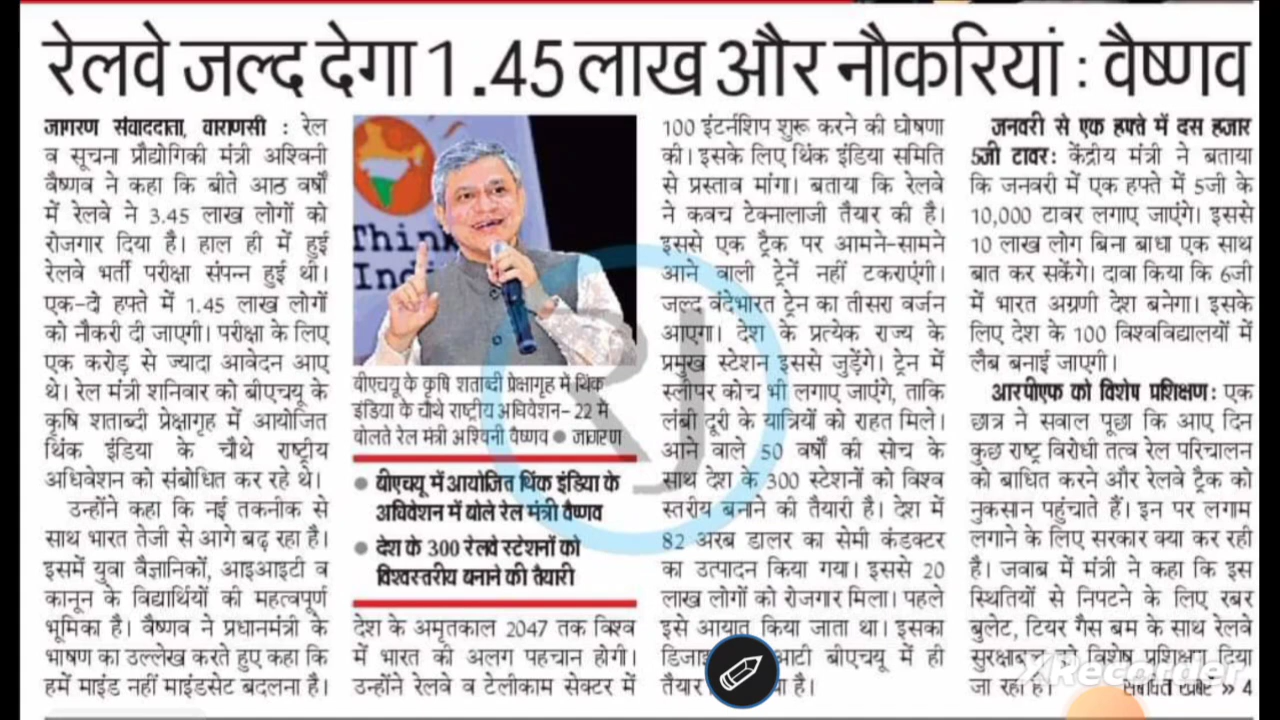 रेलवे जल्द देगा 1.45 लाख और नौकरियां : वैष्णव
जागरण संवाददाता, वाराणसी : रेल
व सूचना प्रौद्योगिकी मंत्री अश्विनी
वैष्णव ने कहा कि बीते आठ वर्षों
में रेलवे ने 3.45 लाख लोगों को
रोजगार दिया है। हाल ही में हुई
रेलवे भर्ती परीक्षा संपन्न हुई थी।
एक-दो हफ्ते में 1.45 लाख लोगों
को नौकरी दी जाएगी। परीक्षा के लिए
एक करोड़ से ज्यादा आवेदन आए
थे। रेल मंत्री शनिवार को बीएचयू के
कृषि शताब्दी प्रेक्षागृह में आयोजित
थिंक इंडिया के चौथे राष्ट्रीय
अधिवेशन को संबोधित कर रहे थे।
उन्होंने कहा कि नई तकनीक से
साथ भारत तेजी से आगे बढ़ रहा है।
इसमें युवा वैज्ञानिकों, आइआइटी व
कानून के विद्यार्थियों की महत्वपूर्ण
भूमिका है। वैष्णव ने प्रधानमंत्री के
भाषण का उल्लेख करते हुए कहा कि
हमें माइंड नहीं माइंडसेट बदलना है।
Think
Indi
बीएचयू के कृषि शताब्दी प्रेक्षागृह में थिंक
इंडिया के चौथे राष्ट्रीय अधिवेशन- 22 में
बोलते रेल मंत्री अश्विनी वैष्णव ● जागरण
● बीएचयू में आयोजित थिंक इंडिया के
अधिवेशन में बोले रेल मंत्री वैष्णव
● देश के 300 रेलवे स्टेशनों को
विश्वस्तरीय बनाने की तैयारी
देश के अमृतकाल 2047 तक विश्व
में भारत की अलग पहचान होगी।
उन्होंने रेलवे व टेलीकाम सेक्टर में
100 इंटर्नशिप शुरू करने की घोषणा
की। इसके लिए थिंक इंडिया समिति
से प्रस्ताव मांगा। बताया कि रेलवे
ने कवच टेक्नालाजी तैयार की है।
इससे एक ट्रैक पर आमने-सामने
आने वाली ट्रेनें नहीं टकराएंगी।
जल्द वंदेभारत ट्रेन का तीसरा वर्जन
आएगा। देश के प्रत्येक राज्य के
प्रमुख स्टेशन इससे जुड़ेंगे। ट्रेन में
स्लीपर कोच भी लगाए जाएंगे, ताकि
लंबी दूरी के यात्रियों को राहत मिले।
आने वाले 50 वर्षों की सोच के
साथ देश के 300 स्टेशनों को विश्व
स्तरीय बनाने की तैयारी है। देश में
82 अरब डालर का सेमी कंडक्टर
का उत्पादन किया गया। इससे 20
लाख लोगों को रोजगार मिला। पहले
इसे आयात किया जाता था। इसका
डिजा आटी बीएचयू में ही
तैयार है।
जनवरी से एक हफ्ते में दस हजार
5जी टावर: केंद्रीय मंत्री ने बताया
कि जनवरी में एक हफ्ते में 5जी के
10,000 टावर लगाए जाएंगे। इससे
10 लाख लोग बिना बाधा एक साथ
बात कर सकेंगे। दावा किया कि 6जी
में भारत अग्रणी देश बनेगा। इसके
लिए देश के 100 विश्वविद्यालयों में
लैब बनाई जाएगी।
आरपीएफ को विशेष प्रशिक्षण: एक
छात्र ने सवाल पूछा कि आए दिन
कुछ राष्ट्र विरोधी तत्व रेल परिचालन
को बाधित करने और रेलवे ट्रैक को
नुकसान पहुंचाते हैं। इन पर लगाम
लगाने के लिए सरकार क्या कर रही
है। जवाब में मंत्री ने कहा कि इस
स्थितियों से निपटने के लिए रबर
बुलेट, टियर गैस बम के साथ रेलवे
सुरक्षाबल को विशेष प्रशिक्षण दिया
जा रहा है। संबंधित खबरें >> 4
XRecorder